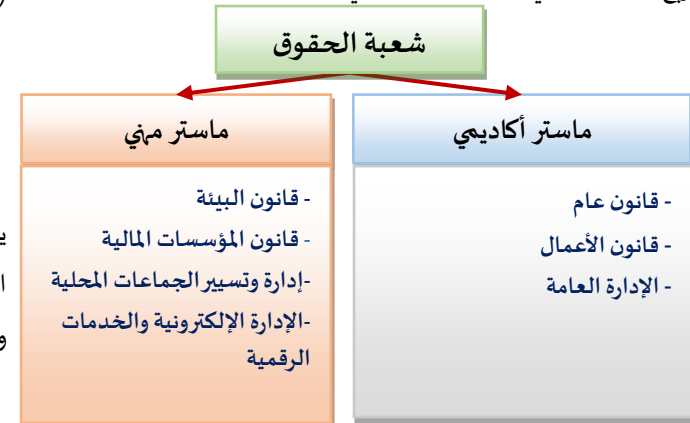 شعبة الحقوق
ماستر أكاديمي
ماستر مهني
- قانون عام
- قانون الأعمال
- الإدارة العامة
- قانون البيئة
- قانون المؤسسات المالية
-إدارة وتسيير الجماعات المحلية
-الإدارة الإلكترونية والخدمات
الرقمية